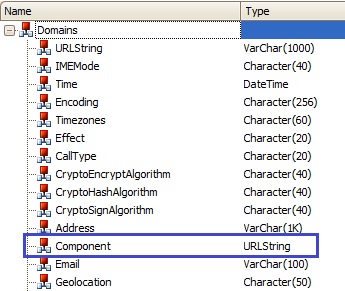 Name Type
Domains
URLString VarChar(1000)
IMEMode Character(40)
Time DateTime
Encoding Character(256)
Timezones Character(60)
Effect Character(20)
CallType Character(20)
CryptoEncryptAlgorithm Character(40)
CryptoHashAlgorithm Character(40)
CryptoSignAlgorithm Character(40)
Address VarChar(1K)
Component URLString
Email VarChar(100)
Geolocation Character(50)